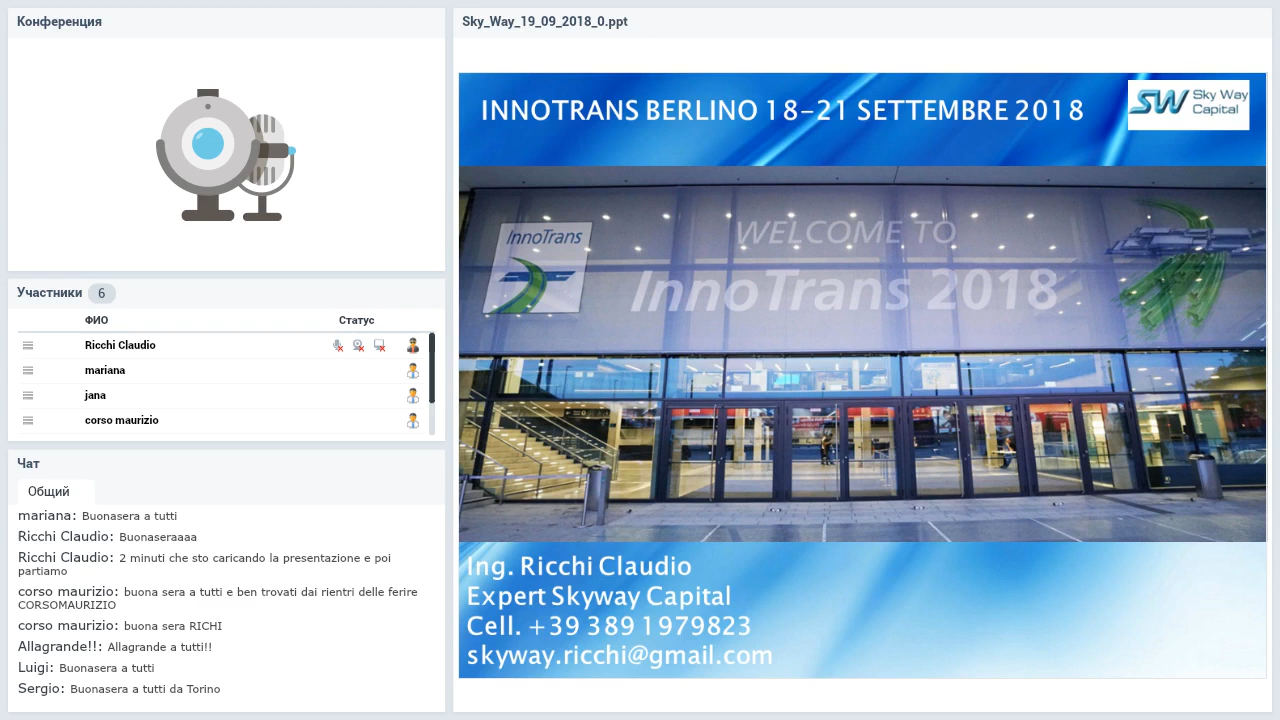 Конференция
Участники 6
ФИО Статус
Ricchi Claudio
mariana
jana
corso maurizio
Чат
Общий
mariana: Buonasera a tutti
Ricchi Claudio: Buonaseraaaa
Ricchi Claudio: 2 minuti che sto caricando la presentazione e poi
partiamo
corso maurizio: buona sera a tutti e ben trovati dai rientri delle ferire
CORSOMAURIZIO
corso maurizio: buona sera RICHI
Allagrande!!: Allagrande a tutti!!
Luigi: Buonasera a tutti
Sergio: Buonasera a tutti da Torino
Sky_Way_19_09_2018_0.ppt
INNOTRANS BERLINO 18-21 SETTEMBRE 2018
SW Sky Way
Capital
InnoTrans
WELCOME TO
InnoTrans 2018
Ing. Ricchi Claudio
Expert Skyway Capital
Cell. +39 389 1979823
skyway.ricchi@gmail.com